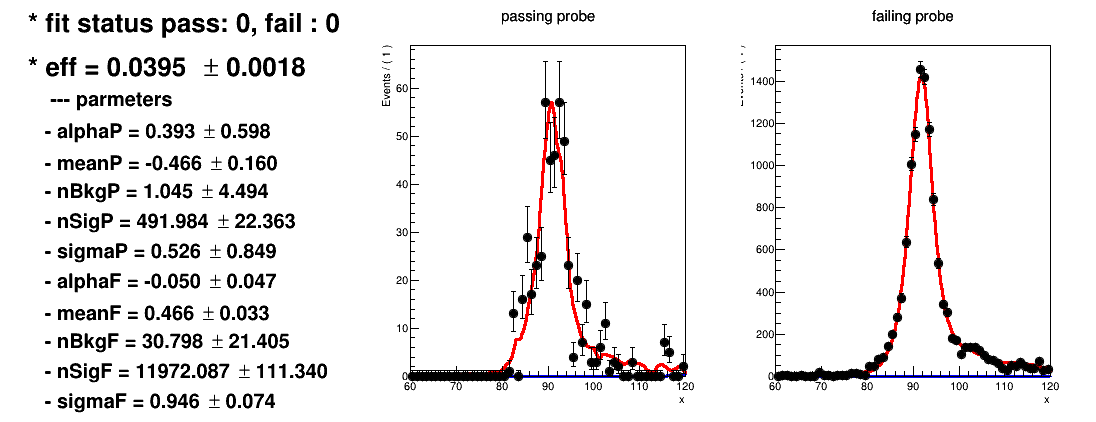 * fit status pass: 0, fail : 0
* eff = 0.0395 ± 0.0018
--- parmeters
- alphaP = 0.393 ± 0.598
- meanP = -0.466 ± 0.160
- nBkgP = 1.045 ± 4.494
- nSigP = 491.984 ± 22.363
- sigmaP = 0.526 ± 0.849
- alphaF = -0.050 ± 0.047
- meanF = 0.466 ± 0.033
- nBkgF = 30.798 ± 21.405
- nSigF = 11972.087 ± 111.340
- sigmaF = 0.946 ± 0.074
passing probe
Events / ( 1 )
60
50
40
30
20
10
0
60 70 80 90 100 110 120
x
failing probe
1400
1200
1000
800
600
400
200
0
60 70 80 90 100 110 120
x